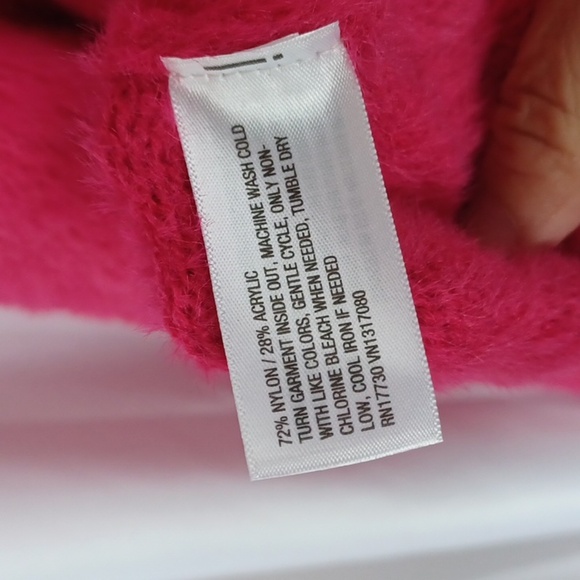 72% NYLON / 28% ACRYLIC
TURN GARMENT INSIDE OUT, MACHINE WASH COLD
WITH LIKE COLORS, GENTLE CYCLE, ONLY NON-
CHLORINE BLEACH WHEN NEEDED, TUMBLE DRY
LOW, COOL IRON IF NEEDED
RN17730 VN1317080